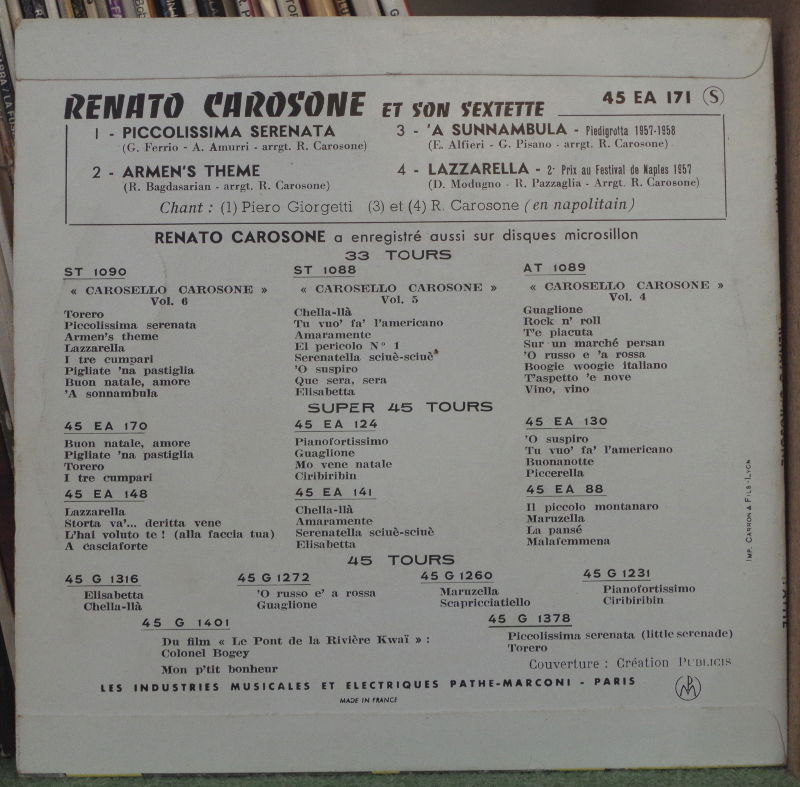 RENATO CAROSONE ET SON SEXTETTE 45 EA 171 Ⓢ
1 - PICCOLISSIMA SERENATA
(G. Ferrio - A. Amurri - arrgt. R. Carosone)
2 - ARMEN'S THEME
(R. Bagdasarian - arrgt. R. Carosone)
3 - 'A SUNNAMBULA - Piedigrotta 1957-1958
(E. Alfieri - G. Pisano - arrgt. R. Carosone)
4 - LAZZARELLA - 2e Prix au Festival de Naples 1957
(D. Modugno - R. Pazzaglia - Arrgt. R. Carosone)
Chant : (1) Piero Giorgetti (3) et (4) R. Carosone (en napolitain)
RENATO CAROSONE a enregistré aussi sur disques microsillon
33 TOURS
ST 1090
« CAROSELLO CAROSONE »
Vol. 6
Torero
Piccolissima serenata
Armen's theme
Lazzarella
I tre cumpari
Pigliate 'na pastiglia
Buon natale, amore
'A sonnambula
ST 1088
« CAROSELLO CAROSONE »
Vol. 5
Chella-llà
Tu vuo' fa' l'americano
Amaramente
El pericolo N° 1
Serenatella sciuè-sciuè
'O suspiro
Que sera, sera
Elisabetta
AT 1089
« CAROSELLO CAROSONE »
Vol. 4
Guaglione
Rock n' roll
T'e piacuta
Sur un marché persan
'O russo e 'a rossa
Boogie woogie italiano
T'aspetto 'e nove
Vino, vino
SUPER 45 TOURS
45 EA 170
Buon natale, amore
Pigliate 'na pastiglia
Torero
I tre cumpari
45 EA 124
Pianofortissimo
Guaglione
Mo vene natale
Ciribiribin
45 EA 130
'O suspiro
Tu vuo' fa' l'americano
Buonanotte
Piccerella
45 EA 148
Lazzarella
Storta va'... deritta vene
L'hai voluto te ! (alla faccia tua)
A casciaforte
45 EA 141
Chella-llà
Amaramente
Serenatella sciuè-sciuè
Elisabetta
45 EA 88
Il piccolo montanaro
Maruzella
La pansé
Malafemmena
45 TOURS
45 G 1316
Elisabetta
Chella-llà
45 G 1272
'O russo e' a rossa
Guaglione
45 G 1260
Maruzella
Scapricciatiello
45 G 1231
Pianofortissimo
Ciribiribin
45 G 1401
Du film « Le Pont de la Rivière Kwaï » :
Colonel Bogey
Mon p'tit bonheur
45 G 1378
Piccolissima serenata (little serenade)
Torero
Couverture : Création PUBLICIS
LES INDUSTRIES MUSICALES ET ELECTRIQUES PATHE-MARCONI - PARIS
MADE IN FRANCE
IMP. CARRON & FILS - LYON